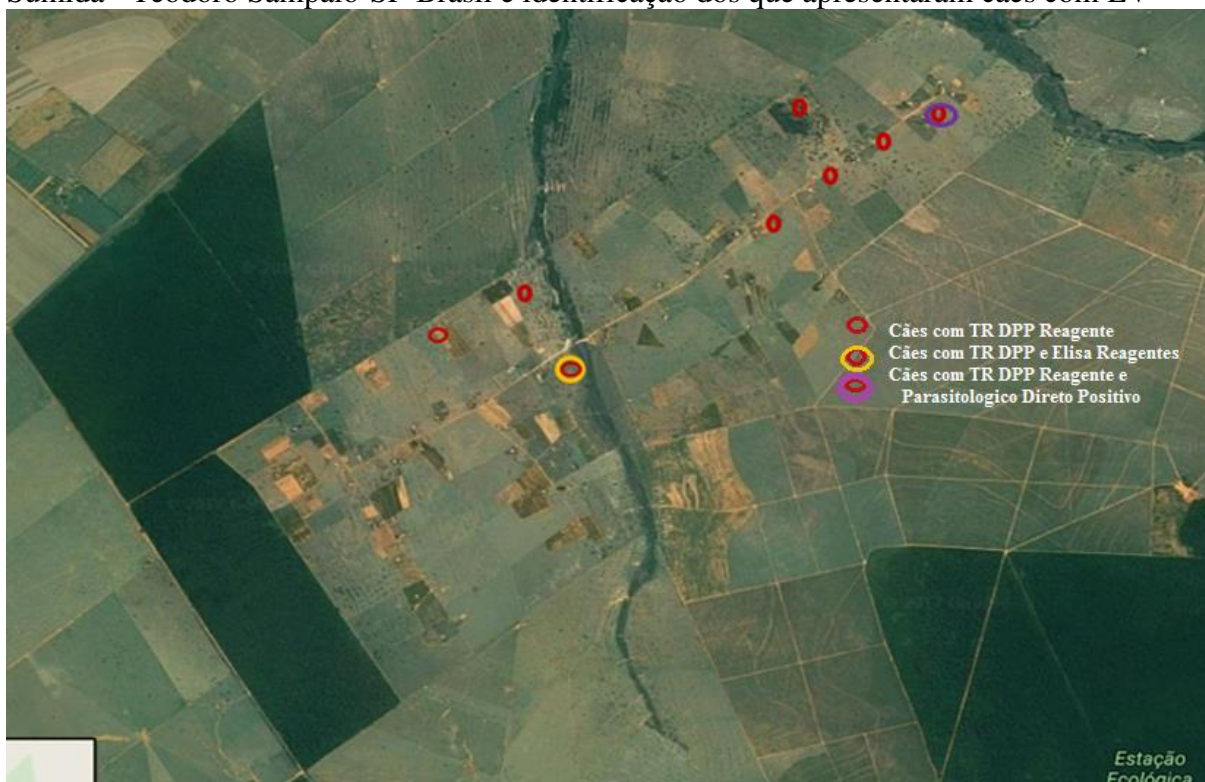 Sumida - Teodoro Sampaio-SP Brasil e identificação dos que apresentaram cães com LV
Cães com TR DPP Reagente
Cães com TR DPP e Elisa Reagentes
Cães com TR DPP Reagente e
Parasitologico Direto Positivo
Estação
Ecológica